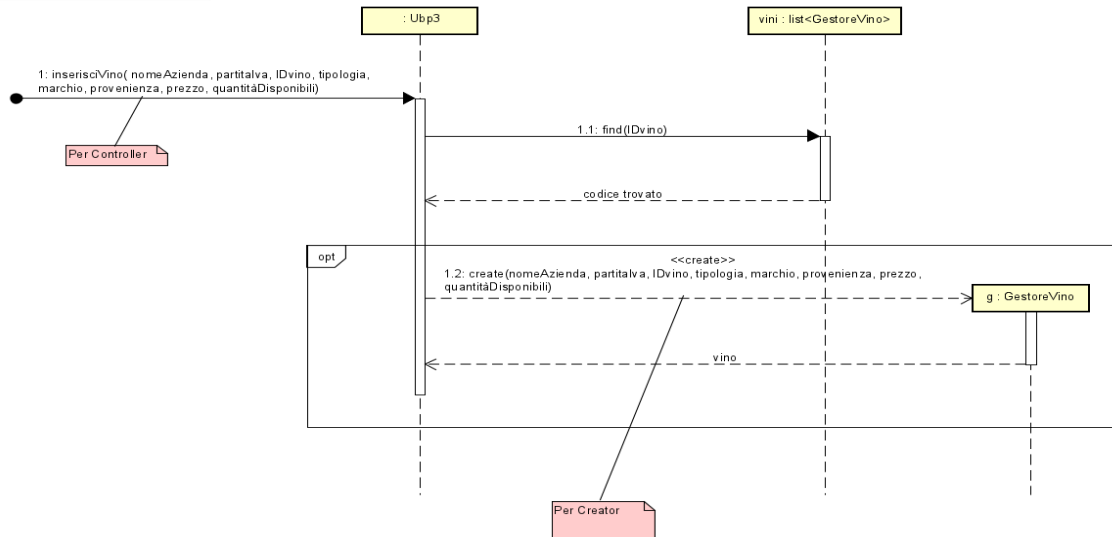 : Ubp3
vini : list<GestoreVino>
1: inserisciVino( nomeAzienda, partitaIva, IDvino, tipologia,
marchio, provenienza, prezzo, quantitàDisponibili)
Per Controller
1.1: find(IDvino)
codice trovato
opt
<<create>>
1.2: create(nomeAzienda, partitaIva, IDvino, tipologia, marchio, provenienza, prezzo,
quantitàDisponibili)
g : GestoreVino
vino
Per Creator